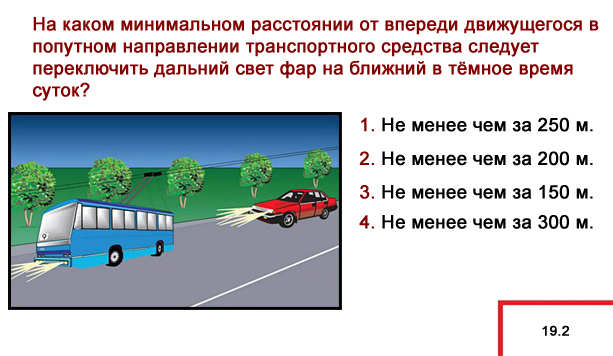 На каком минимальном расстоянии от впереди движущегося в
попутном направлении транспортного средства следует
переключить дальний свет фар на ближний в тёмное время
суток?
1. Не менее чем за 250 м.
2. Не менее чем за 200 м.
3. Не менее чем за 150 м.
4. Не менее чем за 300 м.
19.2